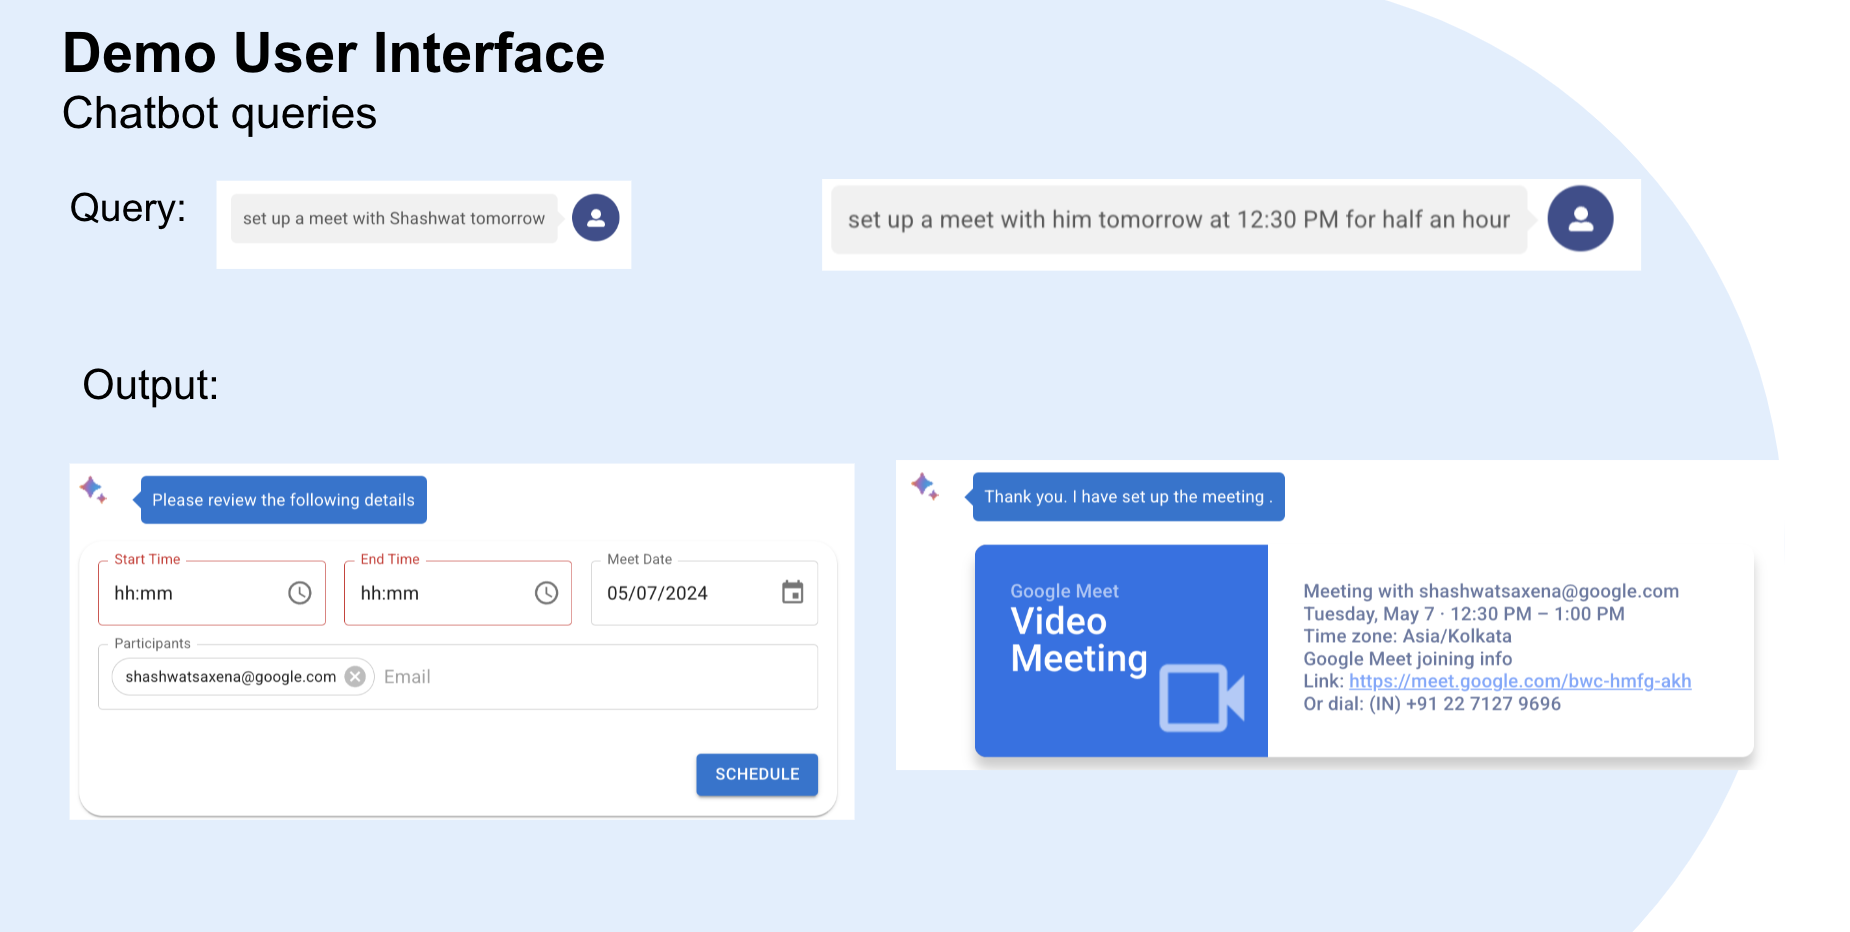 Demo User Interface
Chatbot queries
Query:
set up a meet with Shashwat tomorrow
set up a meet with him tomorrow at 12:30 PM for half an hour
Output:
Please review the following details
Start Time
hh:mm
End Time
hh:mm
Meet Date
05/07/2024
Participants
shashwatsaxena@google.com
Email
SCHEDULE
Thank you. I have set up the meeting .
Google Meet
Video
Meeting
Meeting with shashwatsaxena@google.com
Tuesday, May 7 · 12:30 PM – 1:00 PM
Time zone: Asia/Kolkata
Google Meet joining info
Link: https://meet.google.com/bwc-hmfg-akh
Or dial: (IN) +91 22 7127 9696